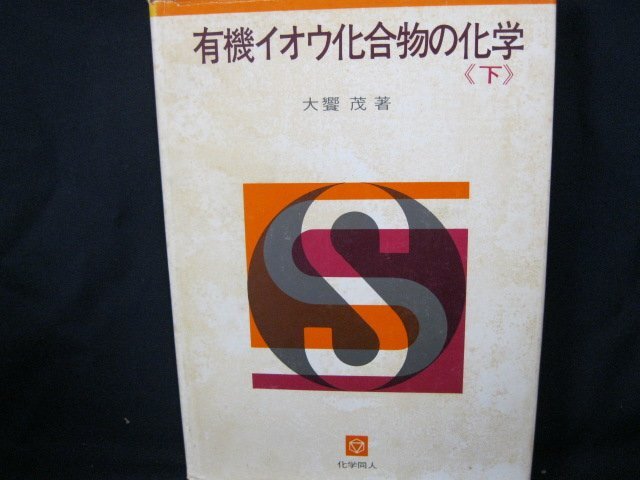 有機イオウ化合物の化学
《下》
大饗 茂 著
S
化学同人